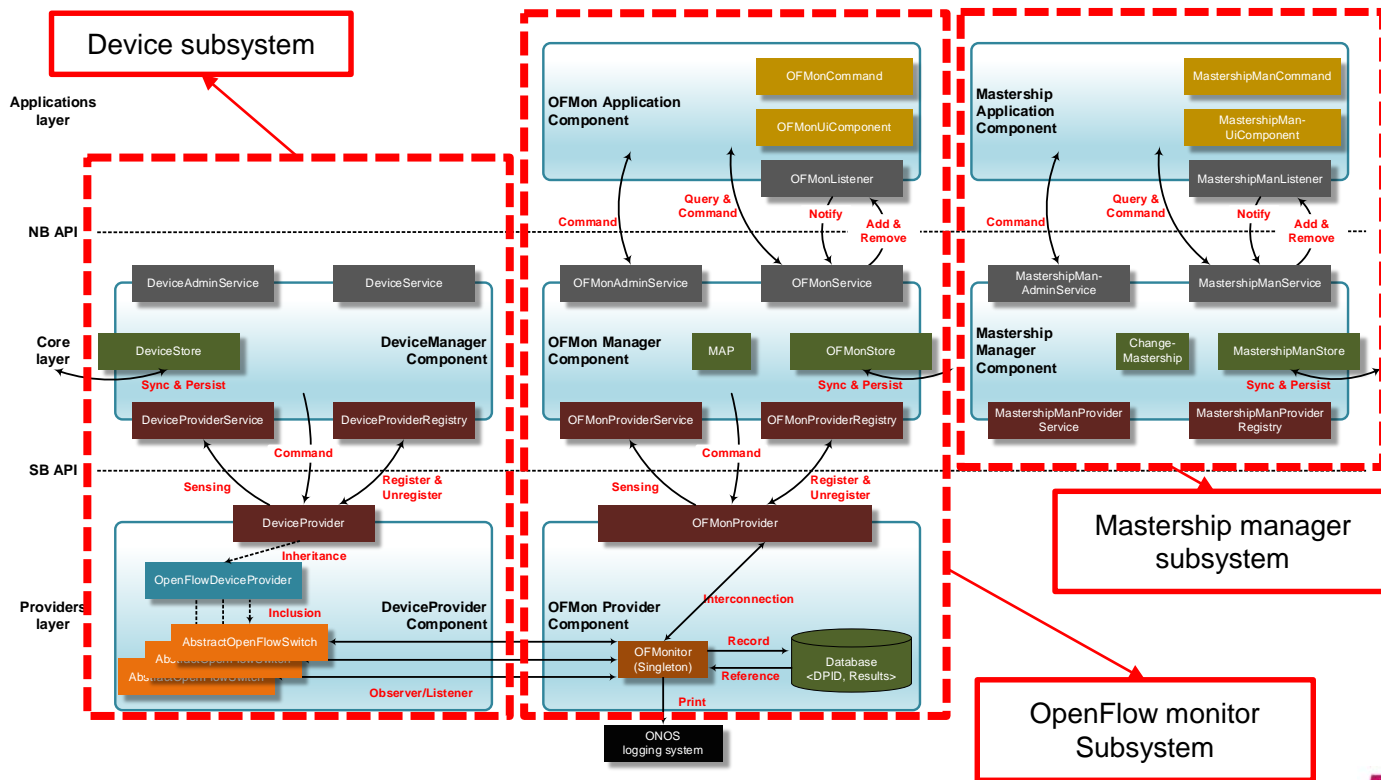 Device subsystem
Applications
layer
NB API
Core
layer
SB API
Providers
layer
DeviceAdminService
DeviceService
DeviceStore
DeviceManager
Component
Sync & Persist
DeviceProviderService
DeviceProviderRegistry
Command
Sensing
Register &
Unregister
DeviceProvider
Inheritance
OpenFlowDeviceProvider
Inclusion
DeviceProvider
Component
AbstractOpenFlowSwitch
AbstractOpenFlowSwitch
AbstractOpenFlowSwitch
Observer/Listener
OFMon Application
Component
OFMonCommand
OFMonUiComponent
OFMonListener
Command
Query &
Command
Notify
Add &
Remove
OFMonAdminService
OFMonService
OFMon Manager
Component
MAP
OFMonStore
Sync & Persist
OFMonProviderService
OFMonProviderRegistry
Command
Sensing
Register &
Unregister
OFMonProvider
Interconnection
OFMon Provider
Component
OFMonitor
(Singleton)
Record
Reference
Database
<DPID, Results>
Print
ONOS
logging system
Mastership
Application
Component
MastershipManCommand
MastershipMan-
UiComponent
MastershipManListener
Command
Query &
Command
Notify
Add &
Remove
MastershipMan-
AdminService
MastershipManService
Mastership
Manager
Component
Change-
Mastership
MastershipManStore
Sync & Persist
MastershipManProvider
Service
MastershipManProvider
Registry
Mastership manager
subsystem
OpenFlow monitor
Subsystem